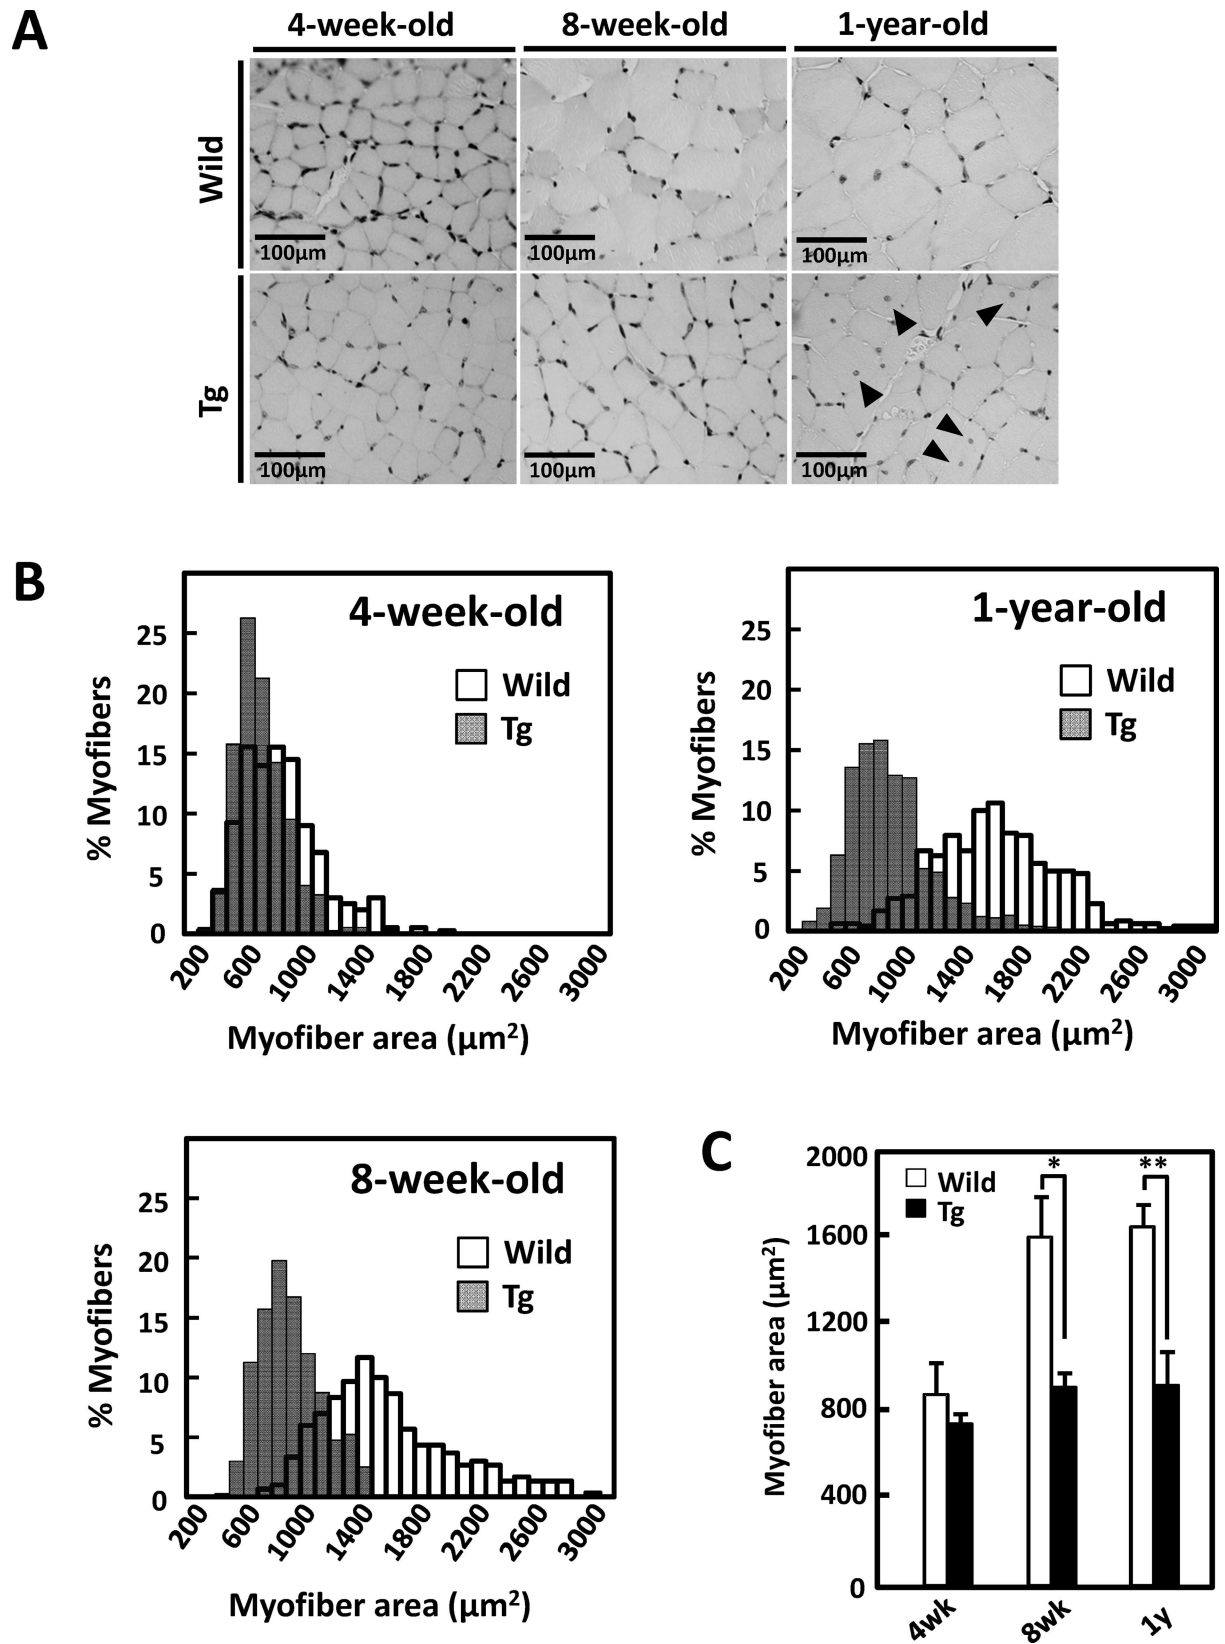 A
4-week-old 8-week-old 1-year-old
Wild
100µm 100µm 100µm
Tg
100µm 100µm 100µm
B
4-week-old
Wild
Tg
% Myofibers
25
20
15
10
5
0
200 600 1000 1400 1800 2200 2600 3000
Myofiber area (µm²)
1-year-old
Wild
Tg
% Myofibers
25
20
15
10
5
0
200 600 1000 1400 1800 2200 2600 3000
Myofiber area (µm²)
8-week-old
Wild
Tg
% Myofibers
25
20
15
10
5
0
200 600 1000 1400 1800 2200 2600 3000
Myofiber area (µm²)
C
Wild
Tg
* **
Myofiber area (µm²)
2000
1600
1200
800
400
0
4wk 8wk 1y